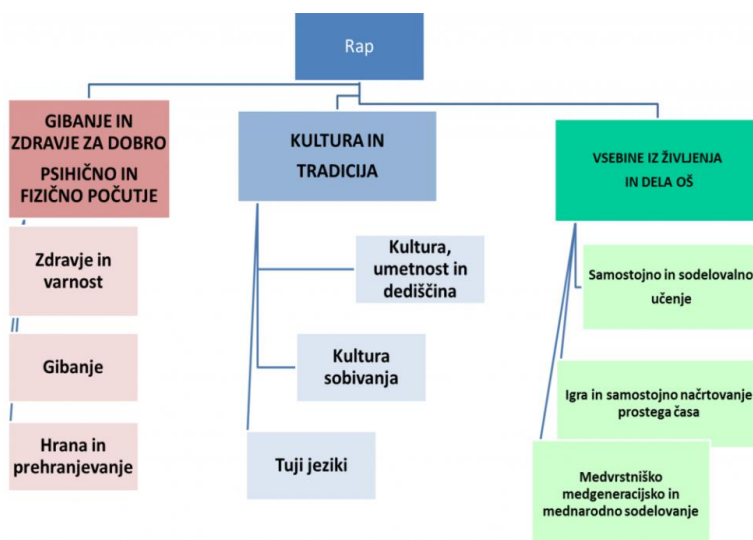 Rap
GIBANJE IN
ZDRAVJE ZA DOBRO
PSIHIČNO IN
FIZIČNO POČUTJE
Zdravje in
varnost
Gibanje
Hrana in
prehranjevanje
KULTURA IN
TRADICIJA
Kultura,
umetnost in
dediščina
Kultura
sobivanja
Tuji jeziki
VSEBINE IZ ŽIVLJENJA
IN DELA OŠ
Samostojno in sodelovalno
učenje
Igra in samostojno načrtovanje
prostega časa
Medvrstniško
medgeneracijsko in
mednarodno sodelovanje